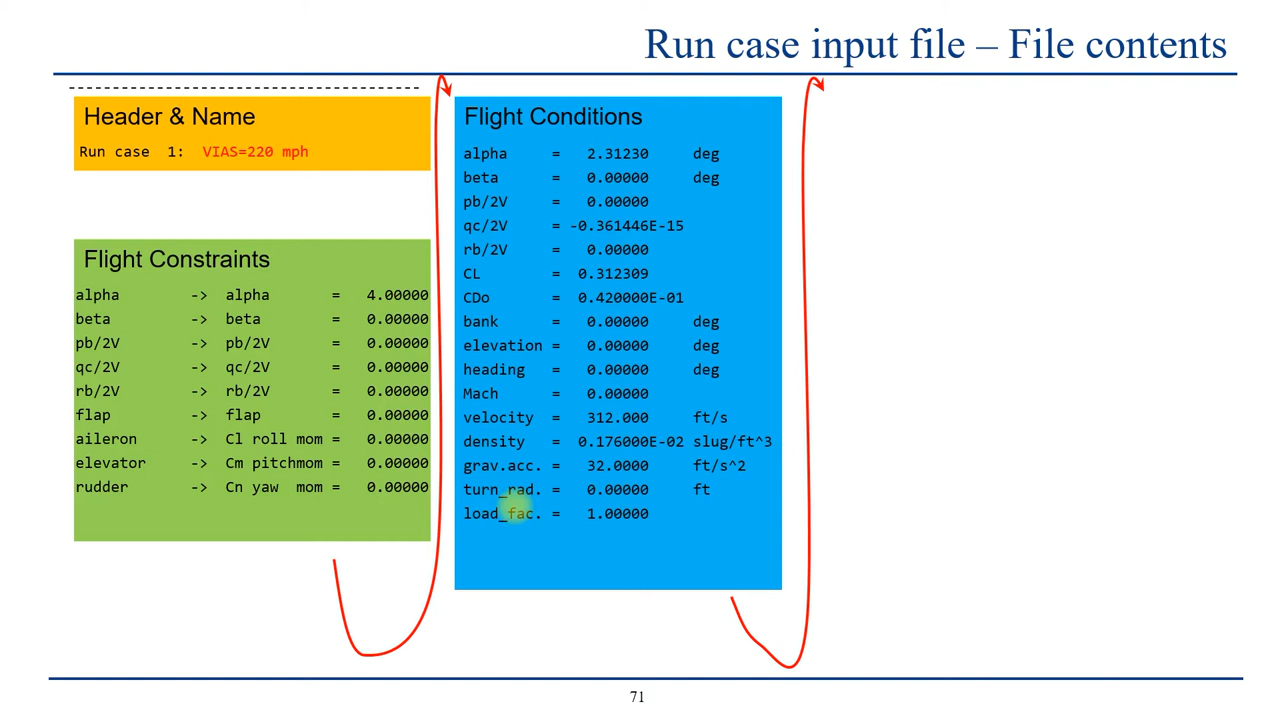 Run case input file – File contents
Header & Name
Run case 1: VIAS=220 mph
Flight Constraints
alpha -> alpha = 4.00000
beta -> beta = 0.00000
pb/2V -> pb/2V = 0.00000
qc/2V -> qc/2V = 0.00000
rb/2V -> rb/2V = 0.00000
flap -> flap = 0.00000
aileron -> Cl roll mom = 0.00000
elevator -> Cm pitchmom = 0.00000
rudder -> Cn yaw mom = 0.00000
Flight Conditions
alpha = 2.31230 deg
beta = 0.00000 deg
pb/2V = 0.00000
qc/2V = -0.361446E-15
rb/2V = 0.00000
CL = 0.312309
CDo = 0.420000E-01
bank = 0.00000 deg
elevation = 0.00000 deg
heading = 0.00000 deg
Mach = 0.00000
velocity = 312.000 ft/s
density = 0.176000E-02 slug/ft^3
grav.acc. = 32.0000 ft/s^2
turn_rad. = 0.00000 ft
load_fac. = 1.00000
71